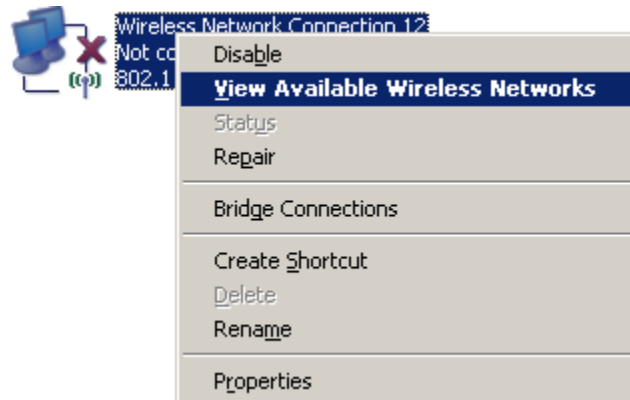 Wireless Network Connection 12
Not co
802.1
Disable
View Available Wireless Networks
Status
Repair
Bridge Connections
Create Shortcut
Delete
Rename
Properties